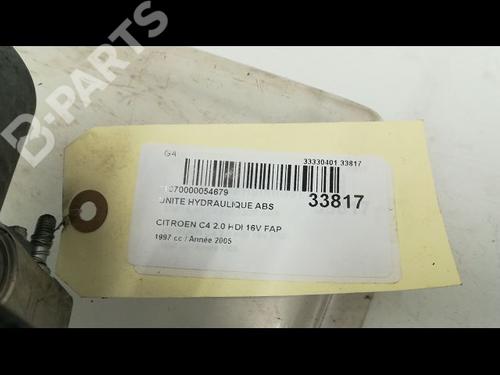 B-PARTS
G4
33330401 33817
UNITE HYDRAULIQUE ABS
33817
CITROEN C4 2.0 HDI 16V FAP
1997 cc / Année 2005